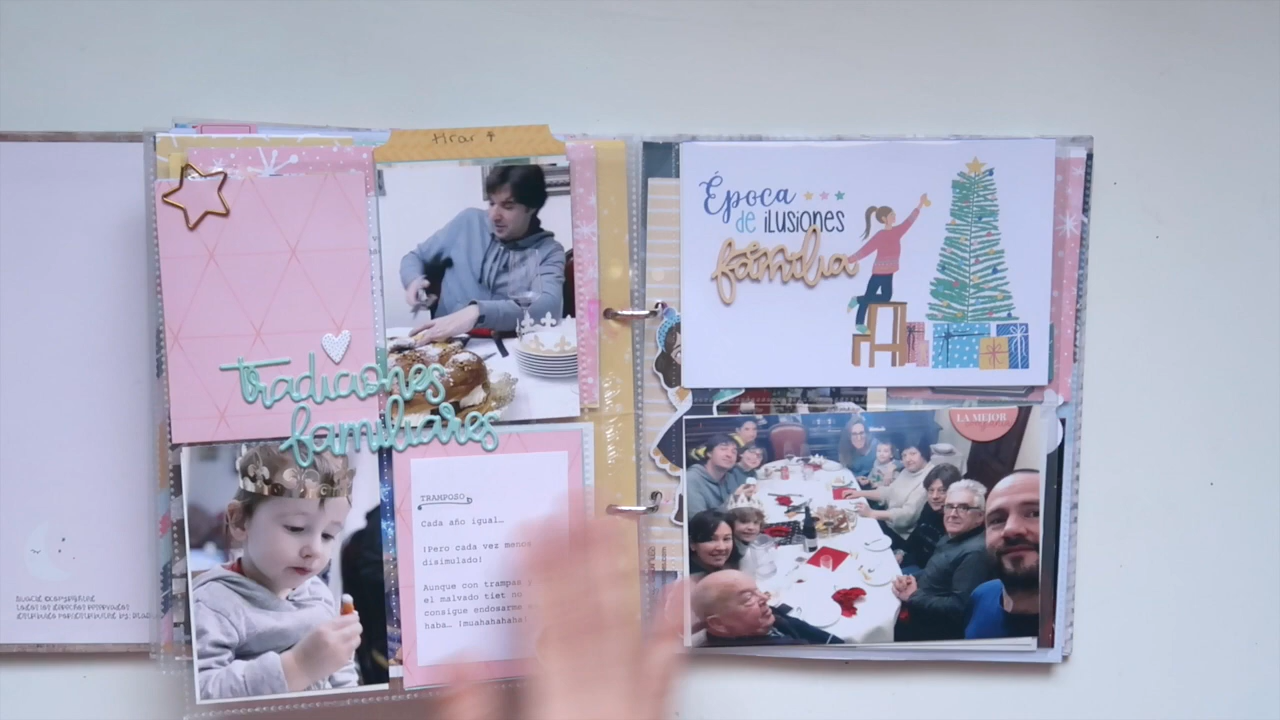 tradiciones
familiares
TRAMPOSO
Cada año igual…
¡Pero cada vez menos
disimulado!
Aunque con trampas y
el malvado tiet no
consigue endosarme
haba… ¡muahahahaha!
Época
de ilusiones
familia
LA MEJOR